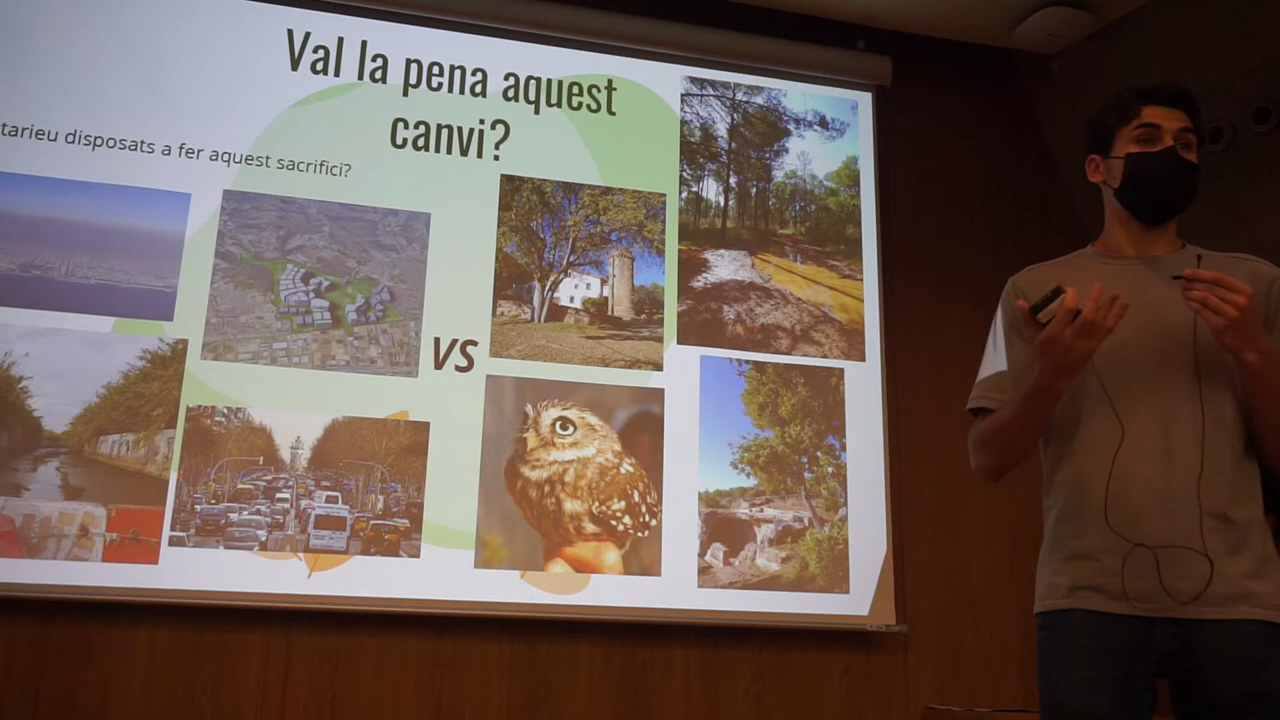 Val la pena aquest
canvi?
tarieu disposats a fer aquest sacrifici?
VS